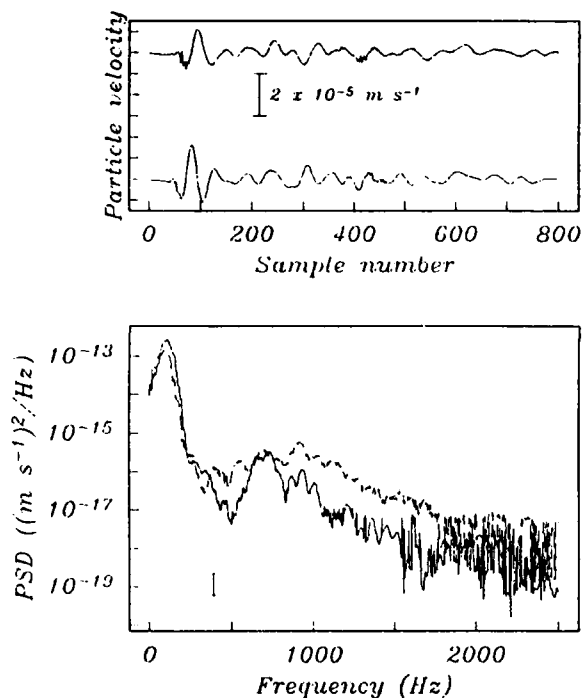 Particle velocity
2 x 10⁻⁵ m s⁻¹
0 200 400 600 800
Sample number
PSD ((m s⁻¹)²/Hz)
10⁻¹³
10⁻¹⁵
10⁻¹⁷
10⁻¹⁹
0 1000 2000
Frequency (Hz)